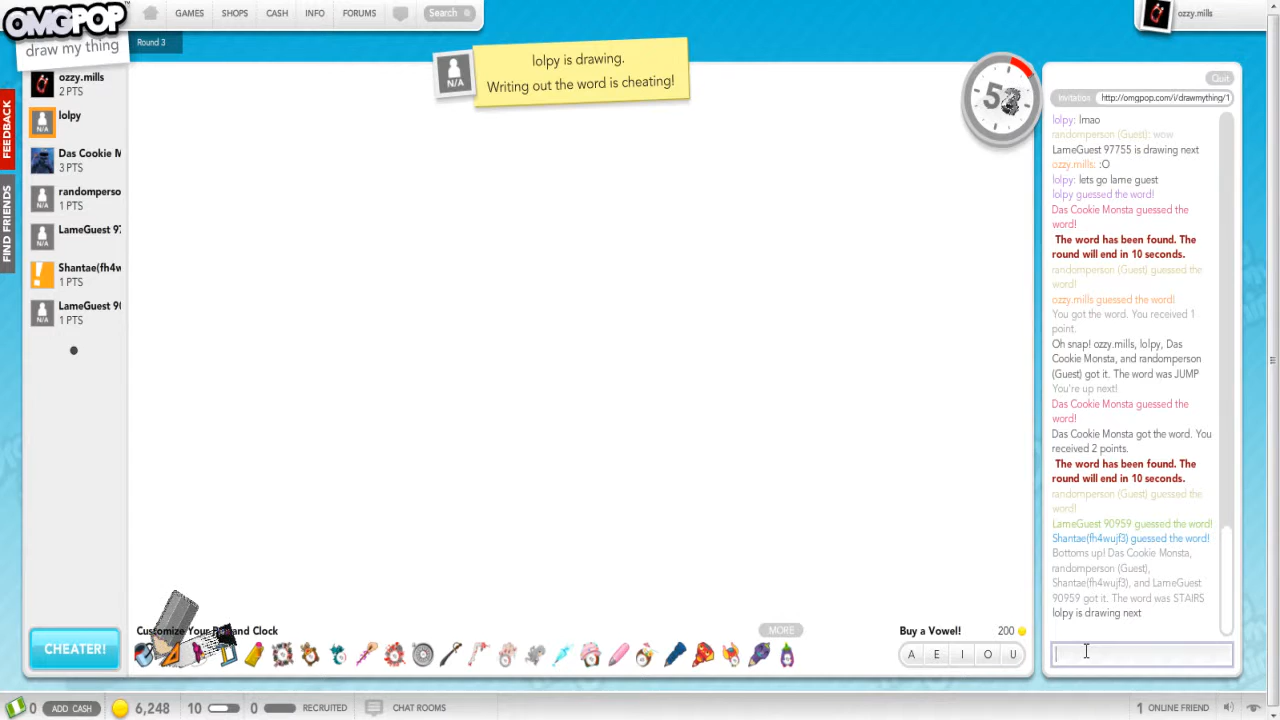 OMGPOP
draw my thing
GAMES
SHOPS
CASH
INFO
FORUMS
Search
ozzy.mills
Round 3
lolpy is drawing.
Writing out the word is cheating!
N/A
FEEDBACK
FIND FRIENDS
ozzy.mills
2 PTS
N/A
lolpy
Das Cookie M
3 PTS
N/A
randomperso
1 PTS
N/A
LameGuest 97
Shantae(fh4w
1 PTS
N/A
LameGuest 90
1 PTS
Quit
Invitation http://omgpop.com/i/drawmything/1
lolpy: lmao
randomperson (Guest): wow
LameGuest 97755 is drawing next
ozzy.mills: :O
lolpy: lets go lame guest
lolpy guessed the word!
Das Cookie Monsta guessed the
word!
The word has been found. The
round will end in 10 seconds.
randomperson (Guest) guessed the
word!
ozzy.mills guessed the word!
You got the word. You received 1
point.
Oh snap! ozzy.mills, lolpy, Das
Cookie Monsta, and randomperson
(Guest) got it. The word was JUMP
You're up next!
Das Cookie Monsta guessed the
word!
Das Cookie Monsta got the word. You
received 2 points.
The word has been found. The
round will end in 10 seconds.
randomperson (Guest) guessed the
word!
LameGuest 90959 guessed the word!
Shantae(fh4wujf3) guessed the word!
Bottoms up! Das Cookie Monsta,
randomperson (Guest),
Shantae(fh4wujf3), and LameGuest
90959 got it. The word was STAIRS
lolpy is drawing next
CHEATER!
Customize Your and Clock
MORE
Buy a Vowel!
200
A E I O U
0
ADD CASH
6,248
10
0
RECRUITED
CHAT ROOMS
1 ONLINE FRIEND